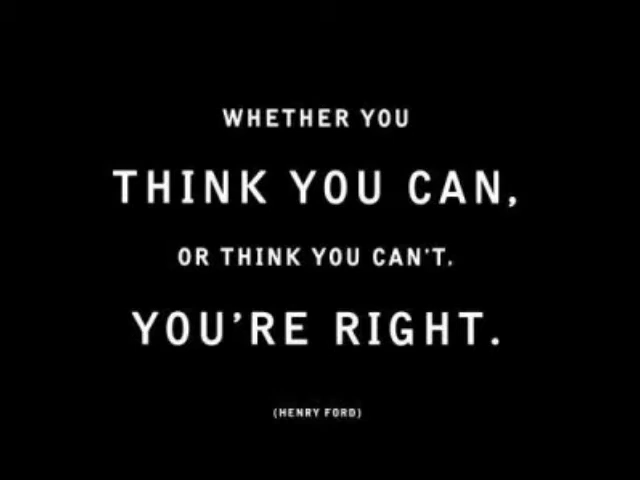 WHETHER YOU
THINK YOU CAN,
OR THINK YOU CAN'T,
YOU'RE RIGHT.
(HENRY FORD)